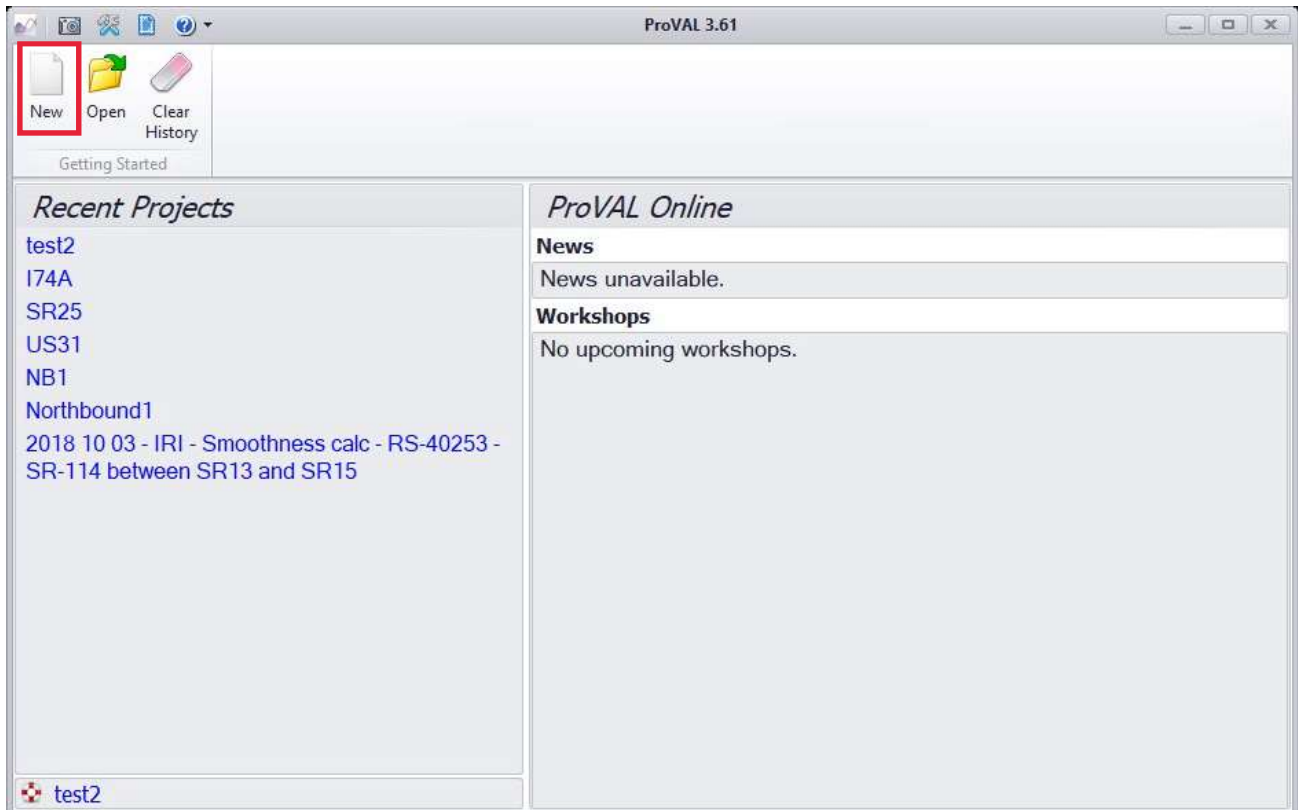 ProVAL 3.61
New Open Clear
History
Getting Started
Recent Projects
test2
I74A
SR25
US31
NB1
Northbound1
2018 10 03 - IRI - Smoothness calc - RS-40253 -
SR-114 between SR13 and SR15
test2
ProVAL Online
News
News unavailable.
Workshops
No upcoming workshops.